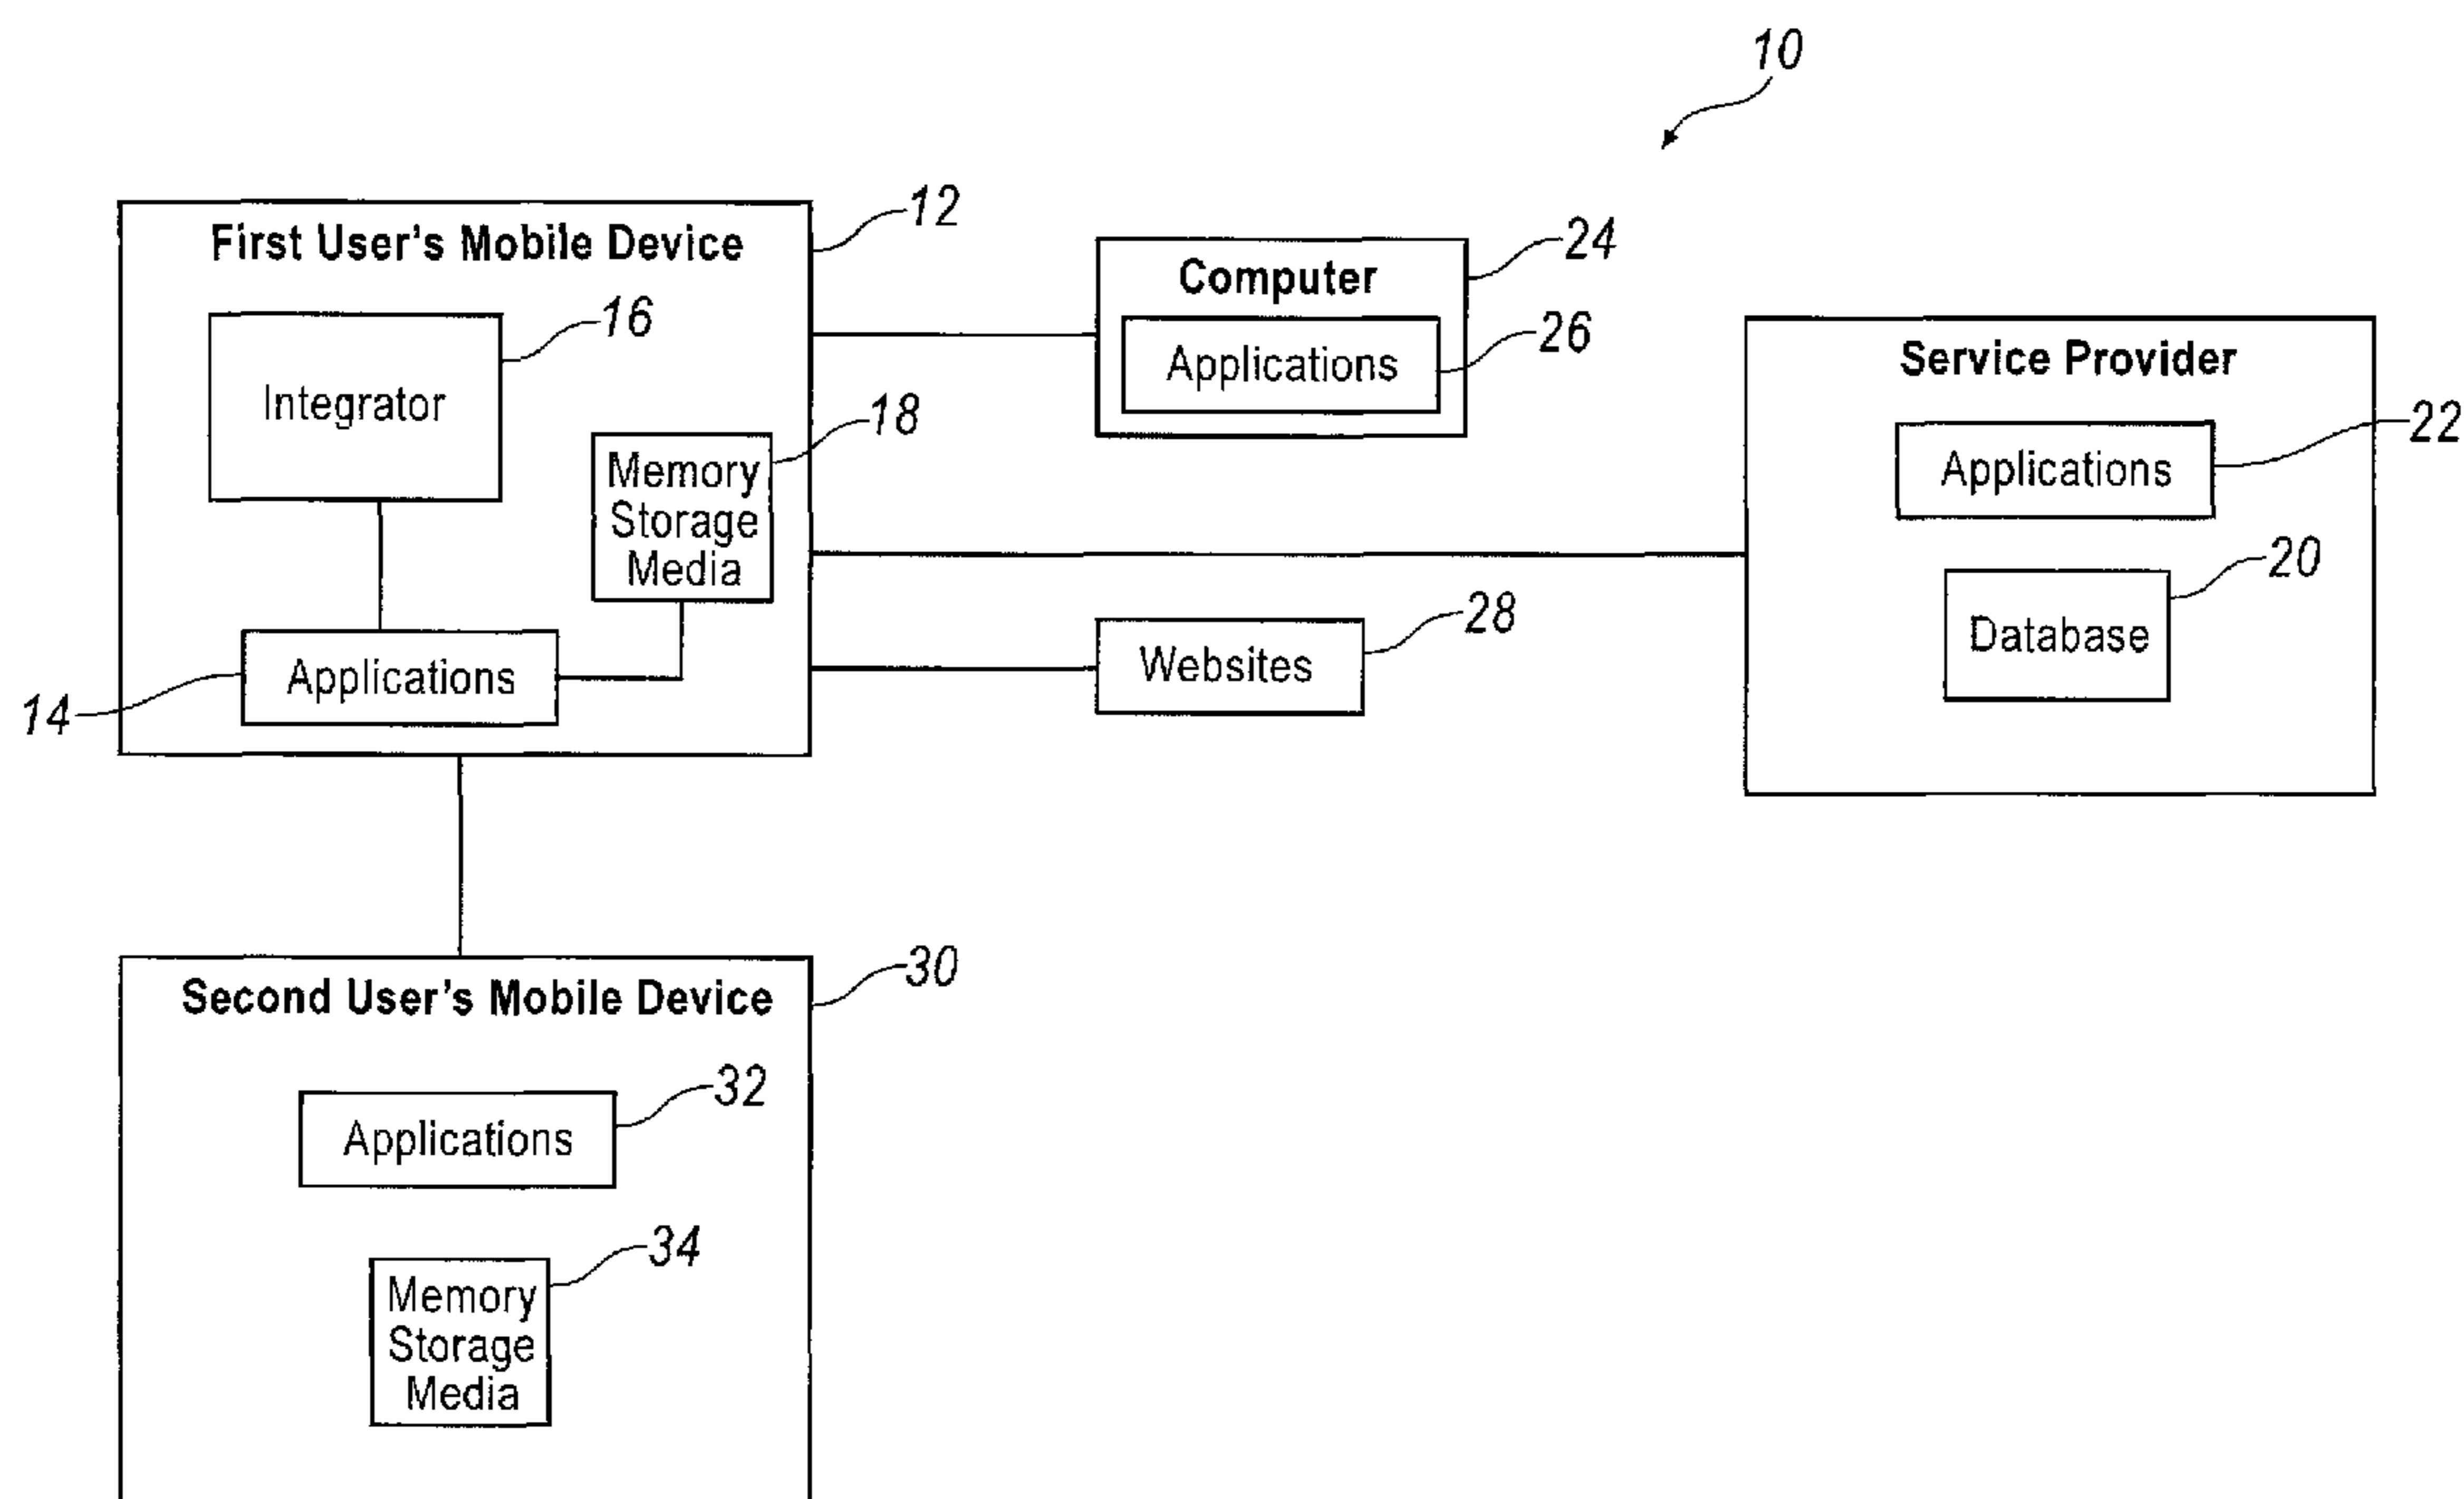 10
First User's Mobile Device
12
Integrator
16
Memory
Storage
Media
18
Applications
14
Computer
24
Applications
26
Service Provider
Applications
22
Database
20
Websites
28
Second User's Mobile Device
30
Applications
32
Memory
Storage
Media
34